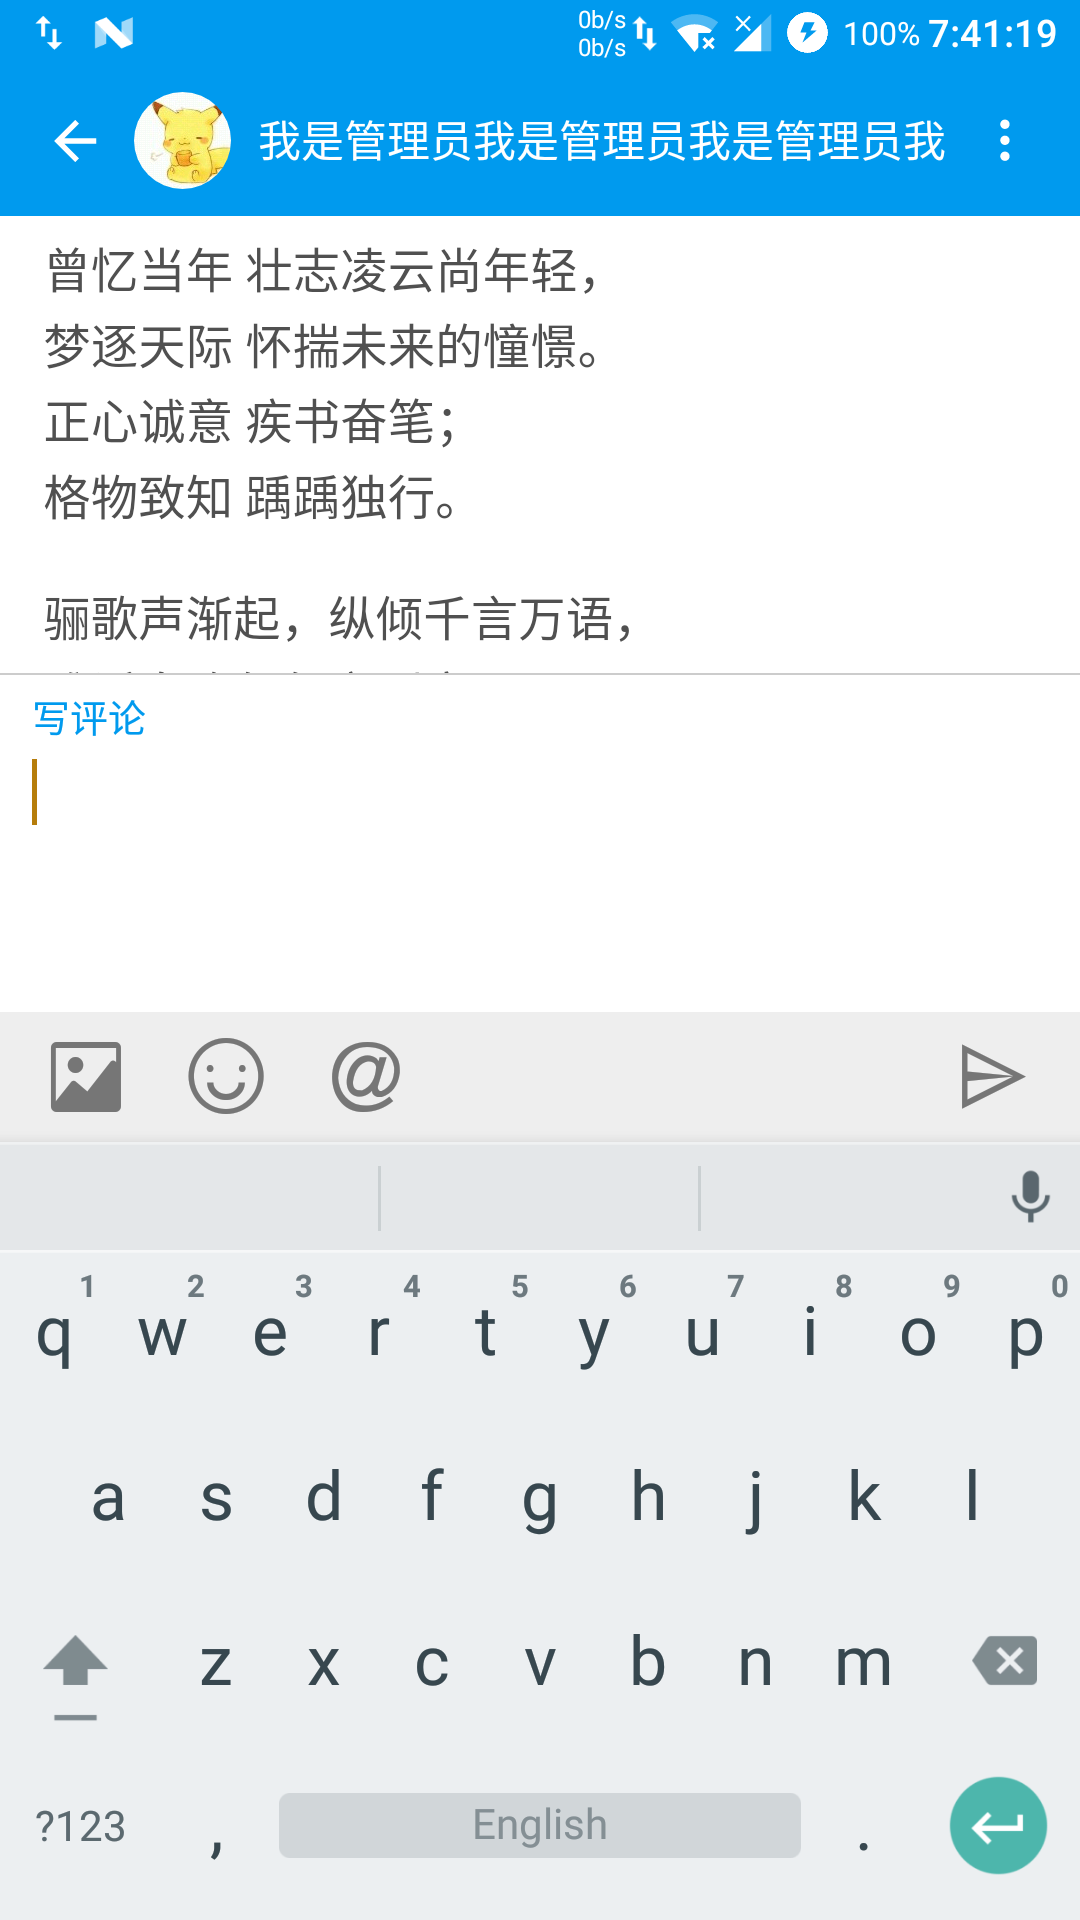 0b/s
0b/s
100% 7:41:19
我是管理员我是管理员我是管理员我
曾忆当年 壮志凌云尚年轻，
梦逐天际 怀揣未来的憧憬。
正心诚意 疾书奋笔；
格物致知 踽踽独行。
骊歌声渐起，纵倾千言万语，
写评论
1 2 3 4 5 6 7 8 9 0
q w e r t y u i o p
a s d f g h j k l
z x c v b n m
?123 , English .